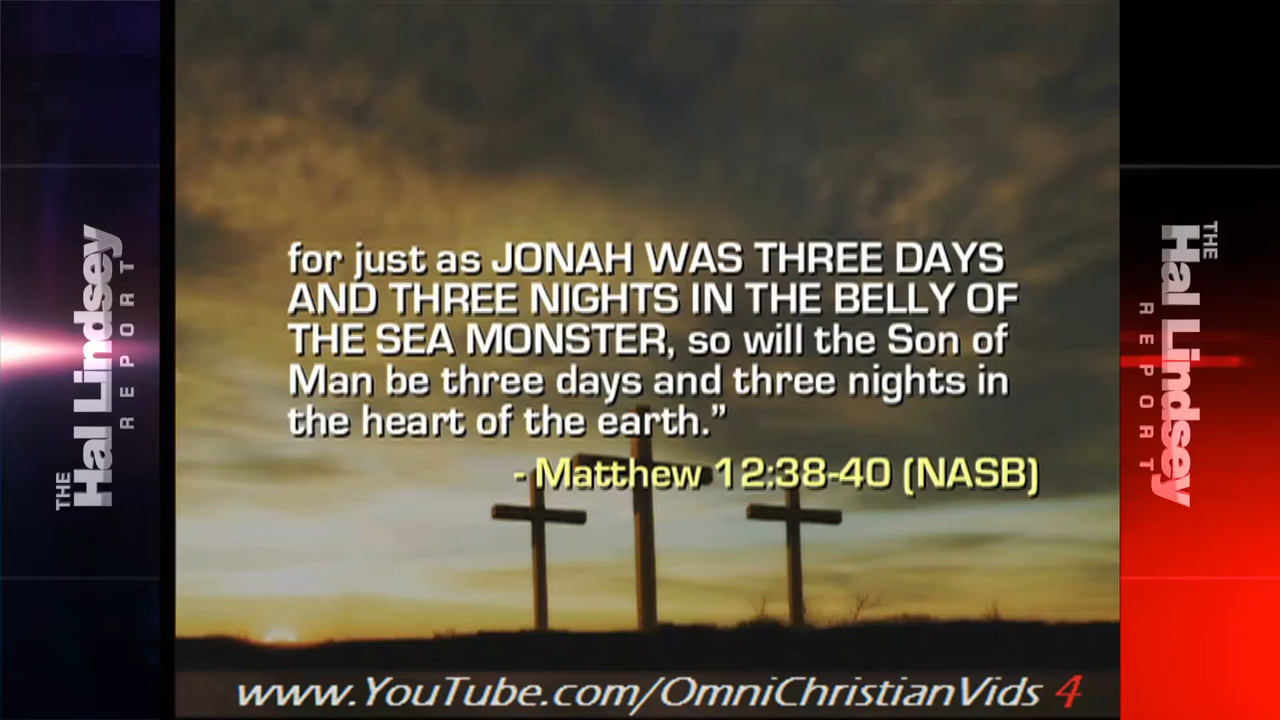 THE
Hal Lindsey
REPORT
for just as JONAH WAS THREE DAYS
AND THREE NIGHTS IN THE BELLY OF
THE SEA MONSTER, so will the Son of
Man be three days and three nights in
the heart of the earth.”
- Matthew 12:38-40 (NASB)
www.YouTube.com/OmniChristianVids 4
THE
Hal Lindsey
REPORT